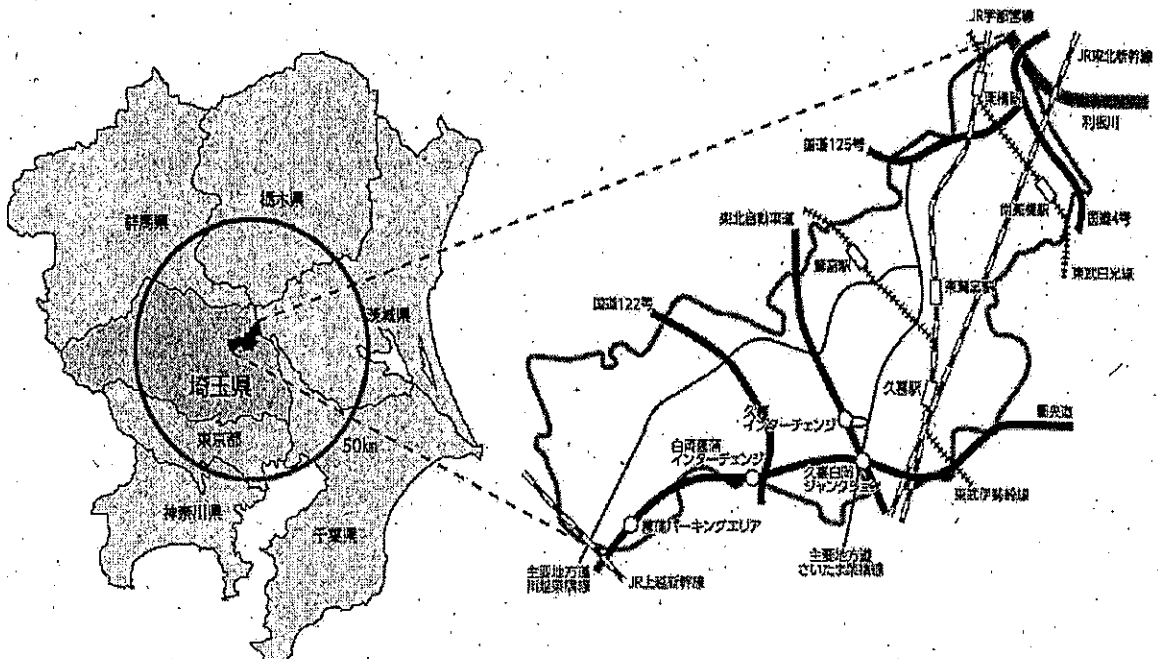 群馬県
栃木県
茨城県
埼玉県
東京都
50km
神奈川県
千葉県
JR宇都宮線
JR東北新幹線
栗橋駅
利根川
国道125号
南栗橋駅
国道4号
東武日光線
東北自動車道
鷲宮駅
東鷲宮駅
国道122号
久喜駅
久喜
インターチェンジ
圏央道
白岡菖蒲
インターチェンジ
久喜白岡
ジャンクション
東武伊勢崎線
菖蒲パーキングエリア
主要地方道
川越栗橋線
JR上越新幹線
主要地方道
さいたま栗橋線